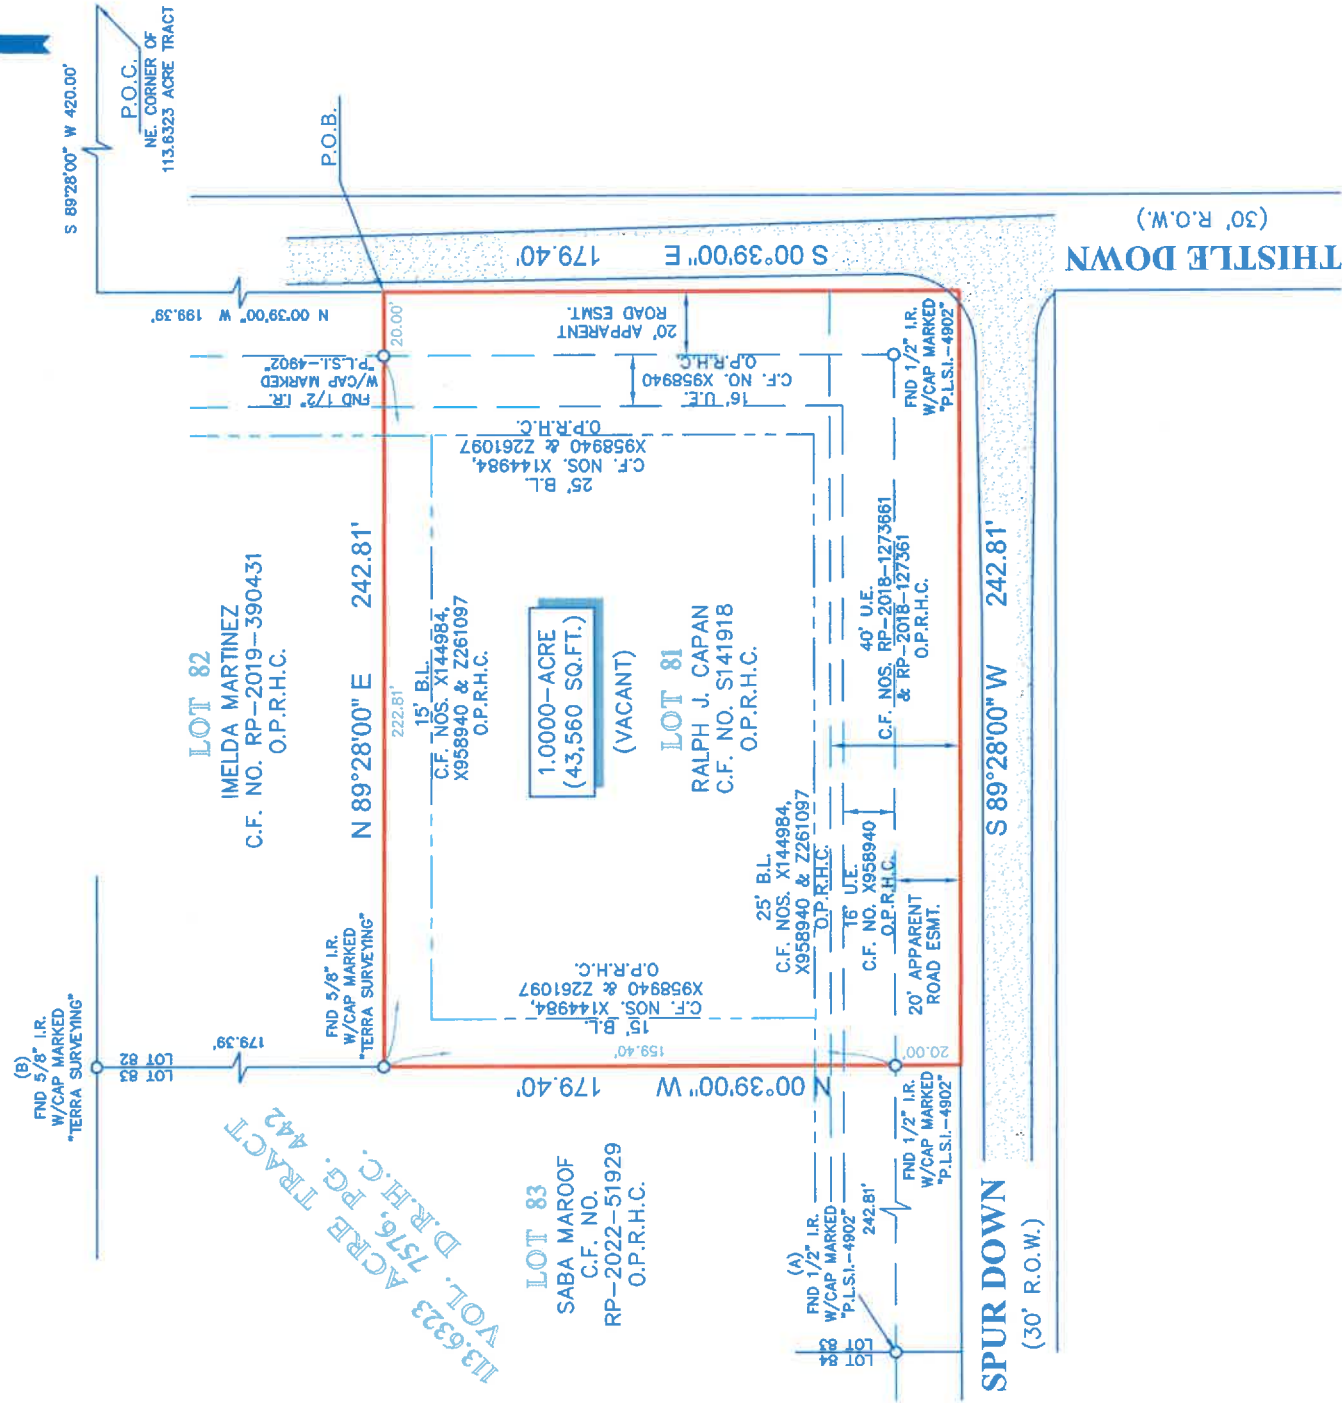 S 89°28'00" W 420.00'
P.O.C.
NE. CORNER OF
113.6323 ACRE TRACT
P.O.B.
N 00°39'00" W 199.39'
(B)
FND 5/8" I.R.
W/CAP MARKED
"TERRA SURVEYING"
LOT 83
LOT 82
179.39'
FND 5/8" I.R.
W/CAP MARKED
"TERRA SURVEYING"
LOT 82
IMELDA MARTINEZ
C.F. NO. RP-2019-390431
O.P.R.H.C.
N 89°28'00" E 242.81'
222.81'
20.00'
FND 1/2" I.R.
W/CAP MARKED
"P.L.S.I.-4902"
S 00°39'00" E 179.40'
THISTLE DOWN
(30' R.O.W.)
20' APPARENT
ROAD ESMT.
16' U.E.
C.F. NO. X958940
O.P.R.H.C.
25' B.L.
C.F. NOS. X144984,
X958940 & Z261097
O.P.R.H.C.
15' B.L.
C.F. NOS. X144984,
X958940 & Z261097
O.P.R.H.C.
1.0000-ACRE
(43,560 SQ.FT.)
(VACANT)
LOT 81
RALPH J. CAPAN
C.F. NO. S141918
O.P.R.H.C.
15' B.L.
C.F. NOS. X144984,
X958940 & Z261097
O.P.R.H.C.
159.40'
20.00'
N 00°39'00" W 179.40'
25' B.L.
C.F. NOS. X144984,
X958940 & Z261097
O.P.R.H.C.
16' U.E.
C.F. NO. X958940
O.P.R.H.C.
20' APPARENT
ROAD ESMT.
40' U.E.
C.F. NOS. RP-2018-1273661
& RP-2018-127361
O.P.R.H.C.
FND 1/2" I.R.
W/CAP MARKED
"P.L.S.I.-4902"
S 89°28'00" W 242.81'
113.6323 ACRE TRACT
VOL. 7576, PG. 442
D.R.H.C.
LOT 83
SABA MAROOF
C.F. NO.
RP-2022-51929
O.P.R.H.C.
FND 1/2" I.R.
W/CAP MARKED
"P.L.S.I.-4902"
(A)
FND 1/2" I.R.
W/CAP MARKED
"P.L.S.I.-4902"
242.81'
LOT 84
LOT 83
SPUR DOWN
(30' R.O.W.)